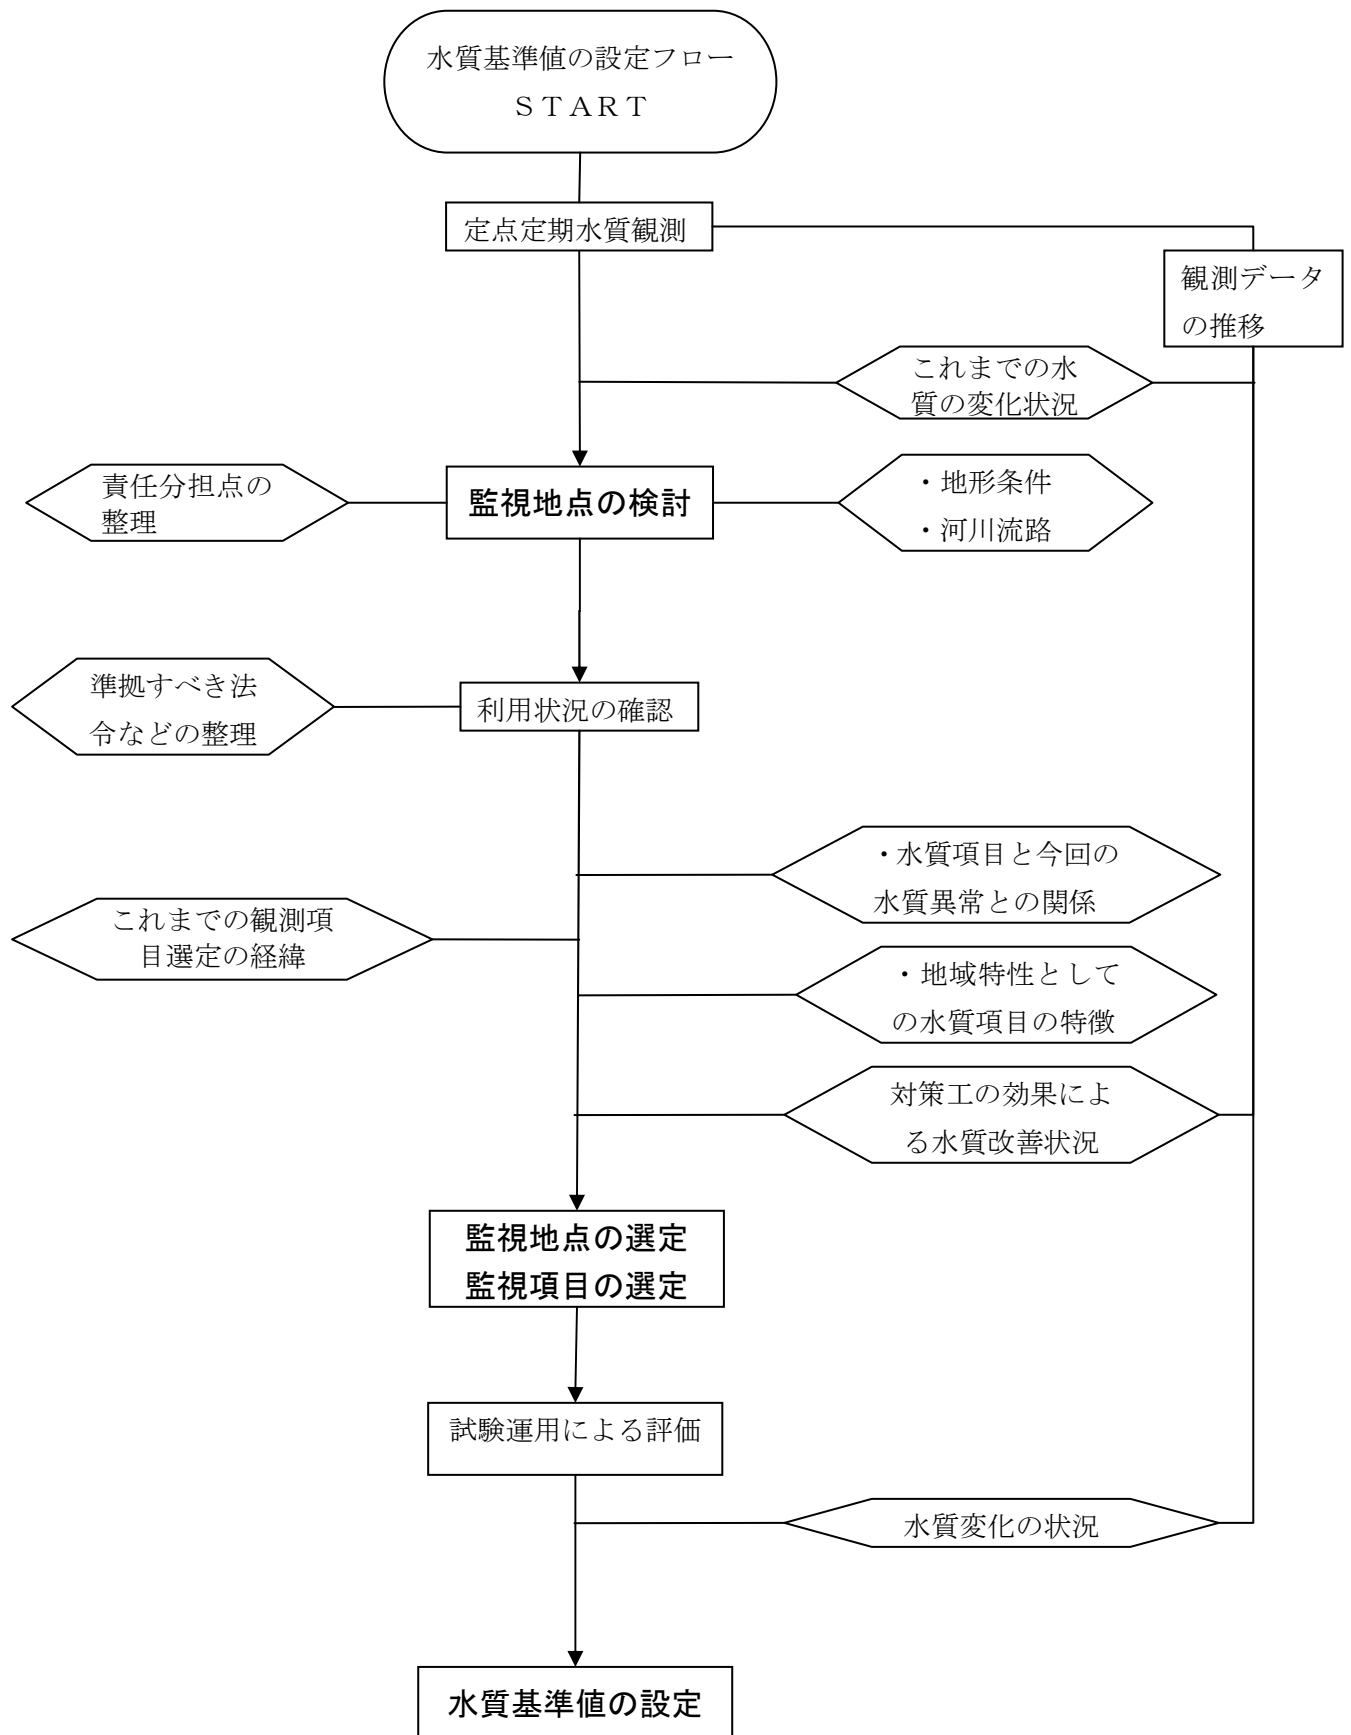 水質基準値の設定フロー
ＳＴＡＲＴ
定点定期水質観測
観測データ
の推移
これまでの水
質の変化状況
責任分担点の
整理
監視地点の検討
・地形条件
・河川流路
準拠すべき法
令などの整理
利用状況の確認
・水質項目と今回の
水質異常との関係
これまでの観測項
目選定の経緯
・地域特性として
の水質項目の特徴
対策工の効果によ
る水質改善状況
監視地点の選定
監視項目の選定
試験運用による評価
水質変化の状況
水質基準値の設定